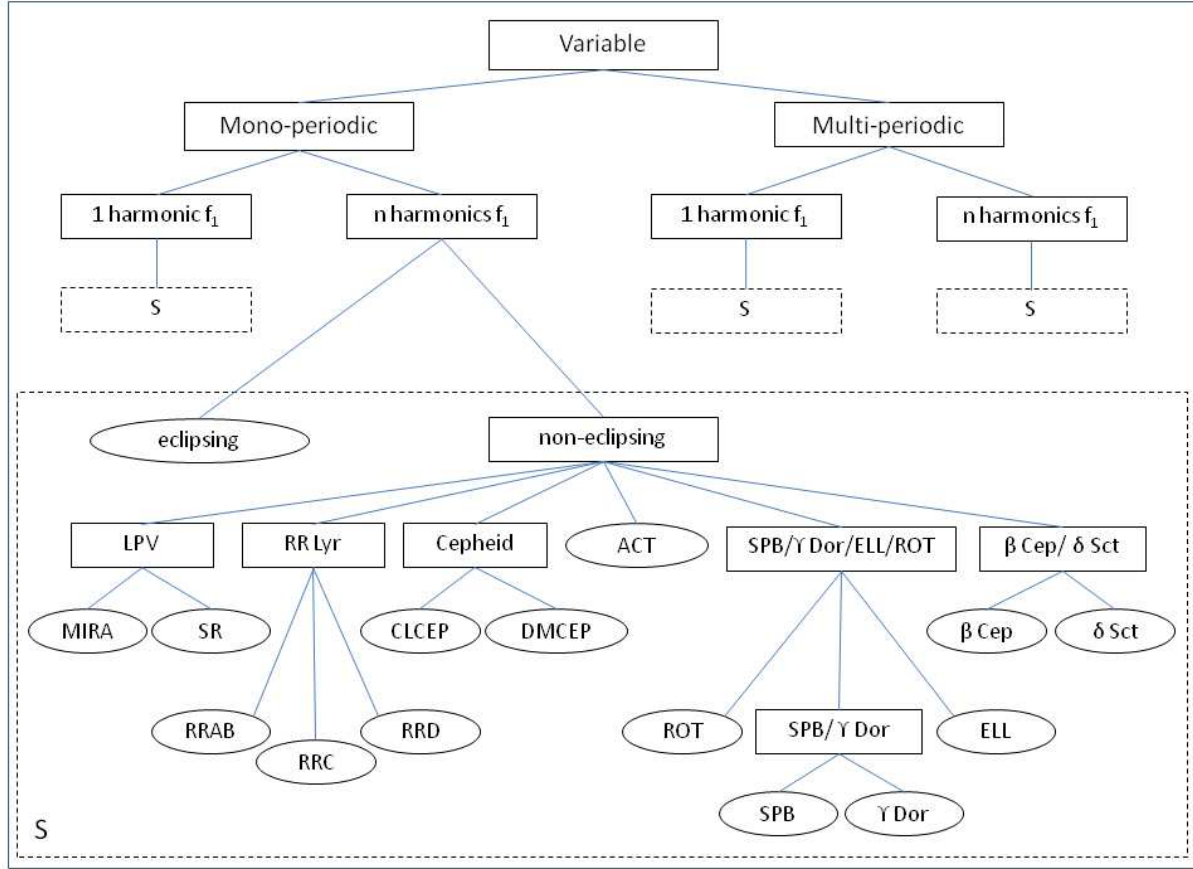 Variable
Mono-periodic
Multi-periodic
1 harmonic f₁
n harmonics f₁
1 harmonic f₁
n harmonics f₁
S
S
S
eclipsing
non-eclipsing
LPV
RR Lyr
Cepheid
ACT
SPB/ϒ Dor/ELL/ROT
β Cep/ δ Sct
MIRA
SR
CLCEP
DMCEP
β Cep
δ Sct
RRAB
RRC
RRD
ROT
SPB/ ϒ Dor
ELL
SPB
ϒ Dor
S